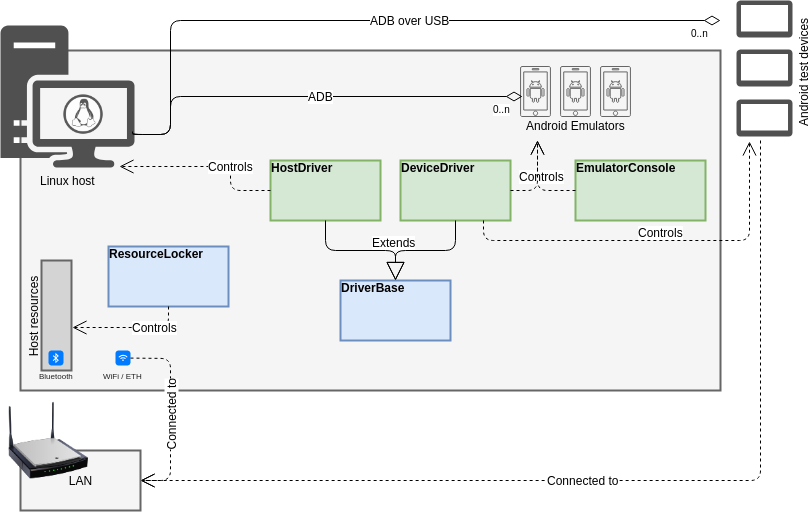 ADB over USB
0..n
Android test devices
ADB
0..n
Android Emulators
Linux host
Controls
HostDriver
DeviceDriver
Controls
EmulatorConsole
Controls
Extends
ResourceLocker
DriverBase
Host resources
Controls
Bluetooth
WiFi / ETH
Connected to
LAN
Connected to